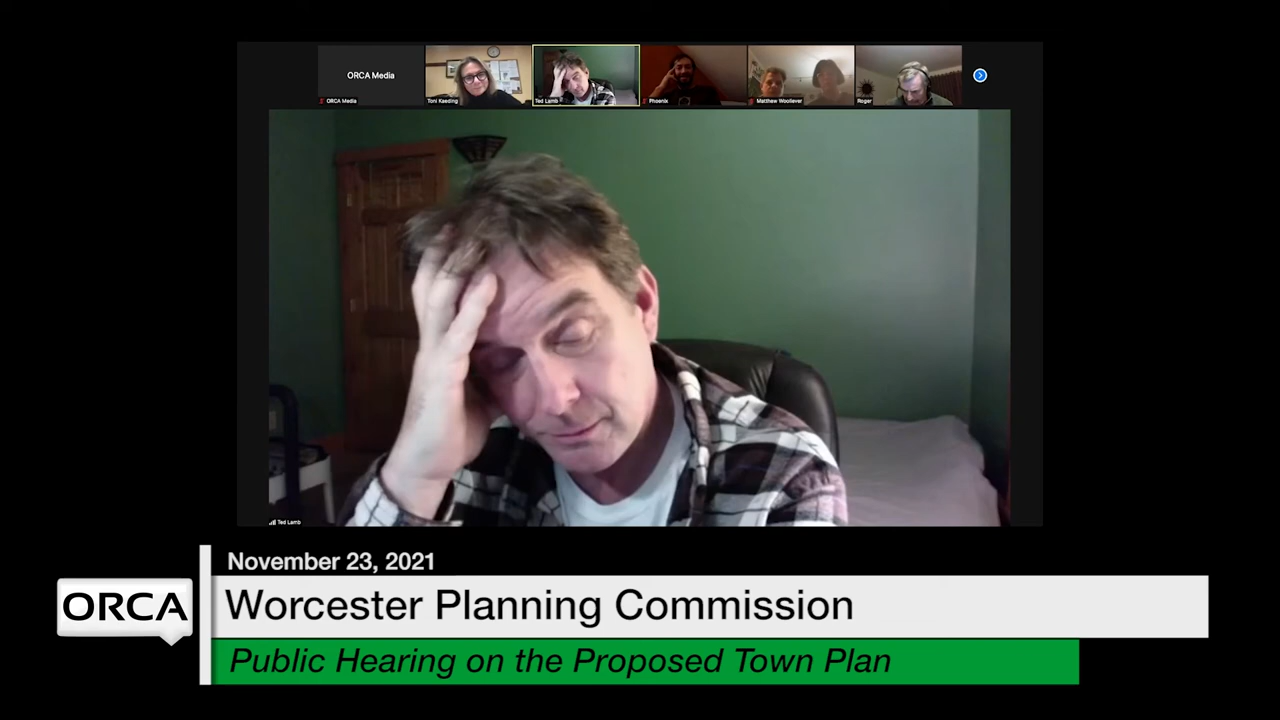 ORCA Media
ORCA Media
Toni Kaeding
Ted Lamb
Phoenix
Matthew Woollever
Roger
Ted Lamb
November 23, 2021
ORCA
Worcester Planning Commission
Public Hearing on the Proposed Town Plan